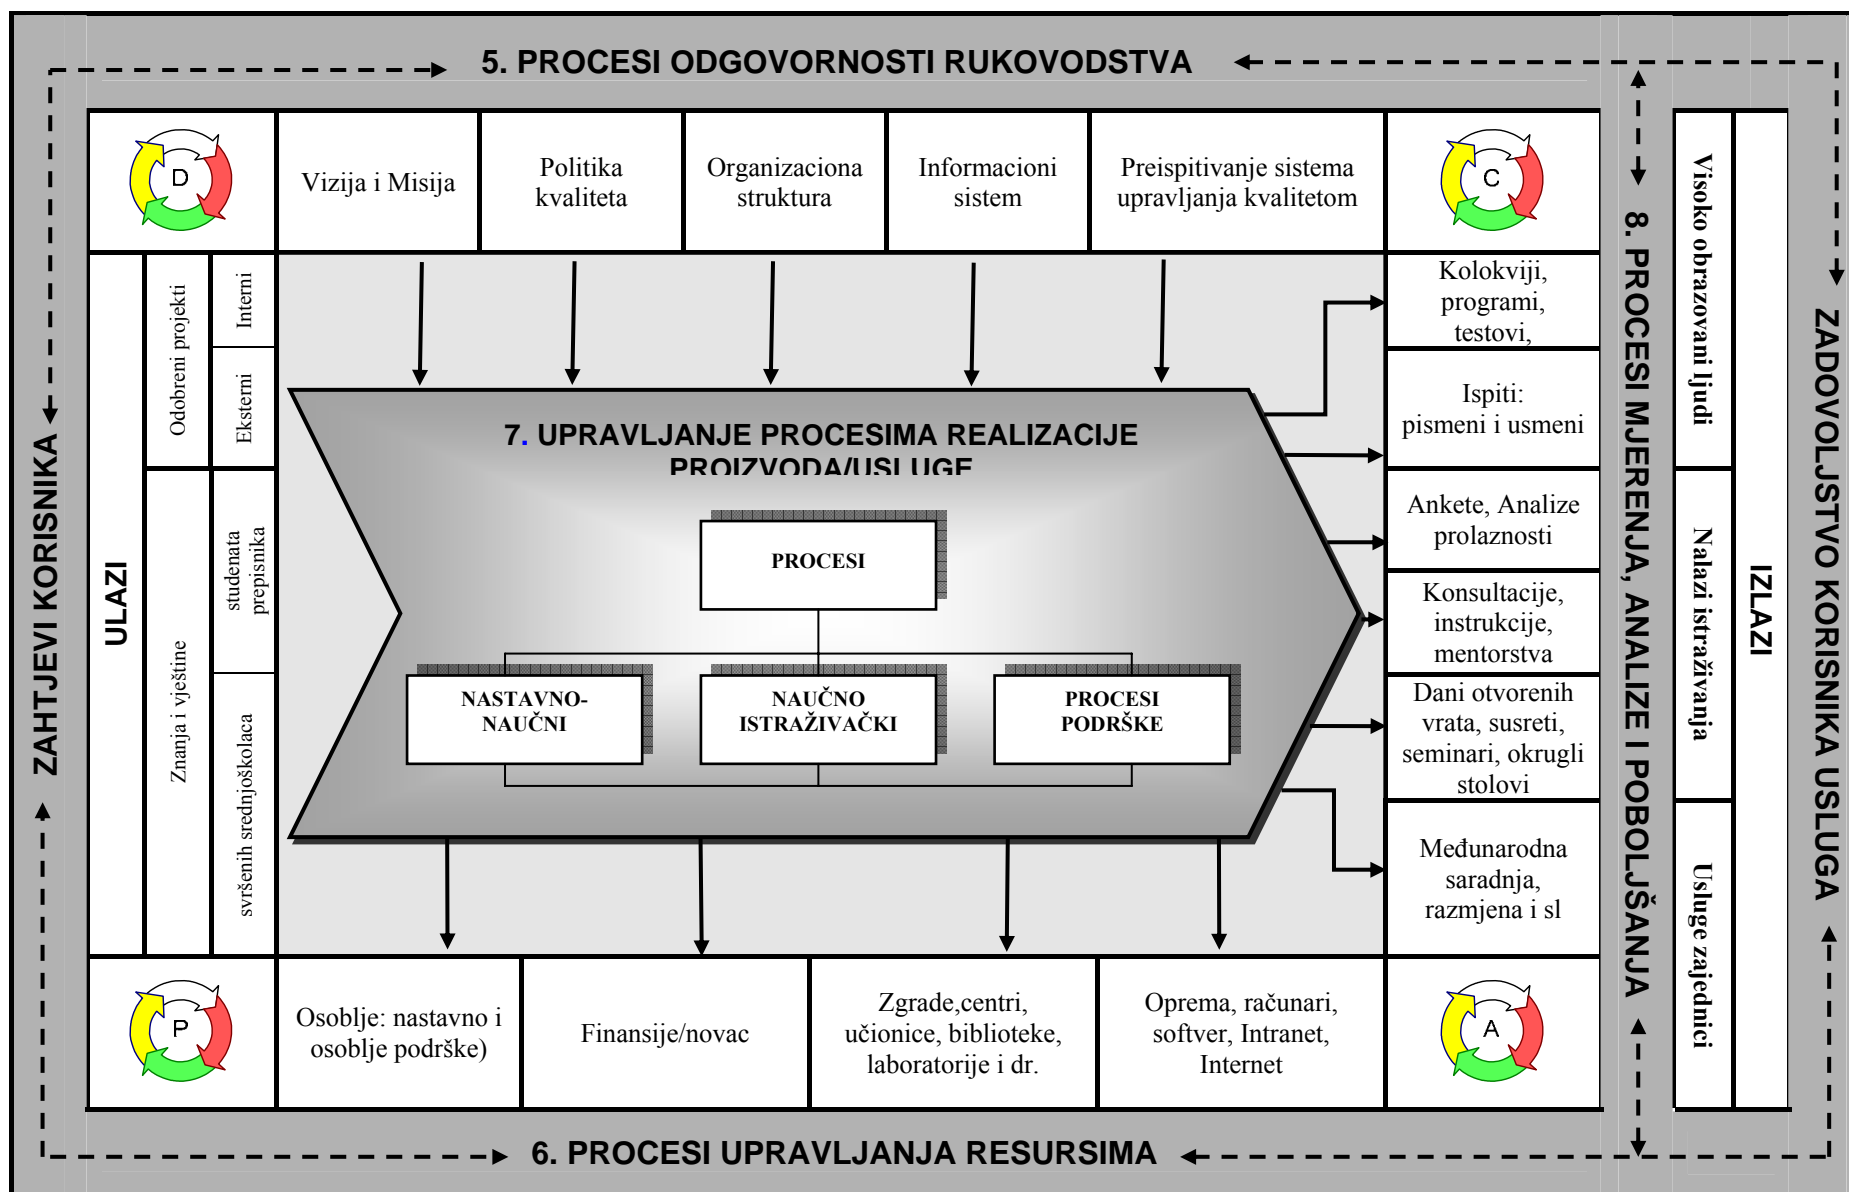 5. PROCESI ODGOVORNOSTI RUKOVODSTVA
D
Vizija i Misija
Politika
kvaliteta
Organizaciona
struktura
Informacioni
sistem
Preispitivanje sistema
upravljanja kvalitetom
C
ZAHTJEVI KORISNIKA
ULAZI
Odobreni projekti
Interni
Eksterni
Znanja i vještine
studenata
prepisnika
svršenih srednjoškolaca
7. UPRAVLJANJE PROCESIMA REALIZACIJE
PROIZVODA/USLUGE
PROCESI
NASTAVNO-
NAUČNI
NAUČNO
ISTRAŽIVAČKI
PROCESI
PODRŠKE
Kolokviji,
programi,
testovi,
Ispiti:
pismeni i usmeni
Ankete, Analize
prolaznosti
Konsultacije,
instrukcije,
mentorstva
Dani otvorenih
vrata, susreti,
seminari, okrugli
stolovi
Međunarodna
saradnja,
razmjena i sl
8. PROCESI MJERENJA, ANALIZE I POBOLJŠANJA
Visoko obrazovani ljudi
Nalazi istraživanja
Usluge zajednici
IZLAZI
ZADOVOLJSTVO KORISNIKA USLUGA
P
Osoblje: nastavno i
osoblje podrške)
Finansije/novac
Zgrade,centri,
učionice, biblioteke,
laboratorije i dr.
Oprema, računari,
softver, Intranet,
Internet
A
6. PROCESI UPRAVLJANJA RESURSIMA